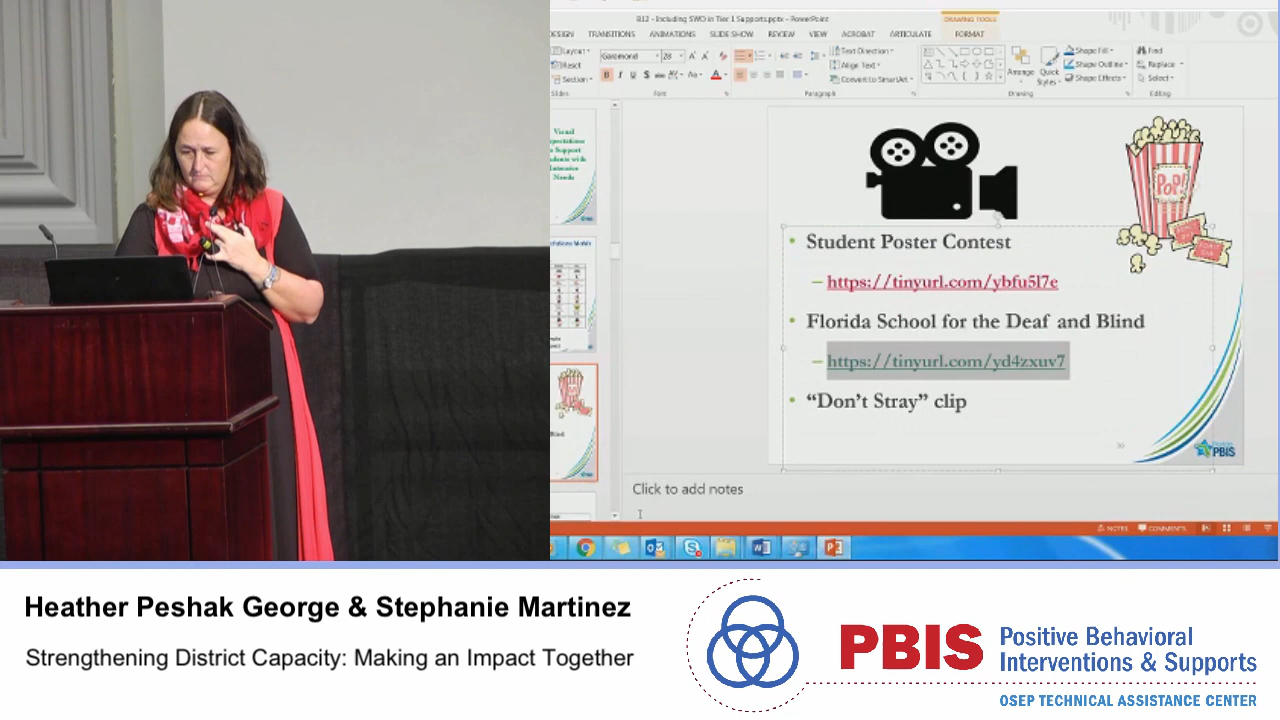 B12 - Including SWD in Tier 1 Supports.pptx - PowerPoint
DRAWING TOOLS
DESIGN TRANSITIONS ANIMATIONS SLIDE SHOW REVIEW VIEW ACROBAT ARTICULATE FORMAT
Layout
Reset
Section
Slides
Garamond 28
Font
Text Direction
Align Text
Convert to SmartArt
Paragraph
Arrange
Quick
Styles
Shape Fill
Shape Outline
Shape Effects
Drawing
Find
Replace
Select
Editing
Visual
Support
Intensive
Needs
POP!
• Student Poster Contest
– https://tinyurl.com/ybfu5l7e
• Florida School for the Deaf and Blind
– https://tinyurl.com/yd4zxuv7
• “Don’t Stray” clip
PBIS
Click to add notes
NOTES COMMENTS
Heather Peshak George & Stephanie Martinez
Strengthening District Capacity: Making an Impact Together
PBIS
Positive Behavioral
Interventions & Supports
OSEP TECHNICAL ASSISTANCE CENTER